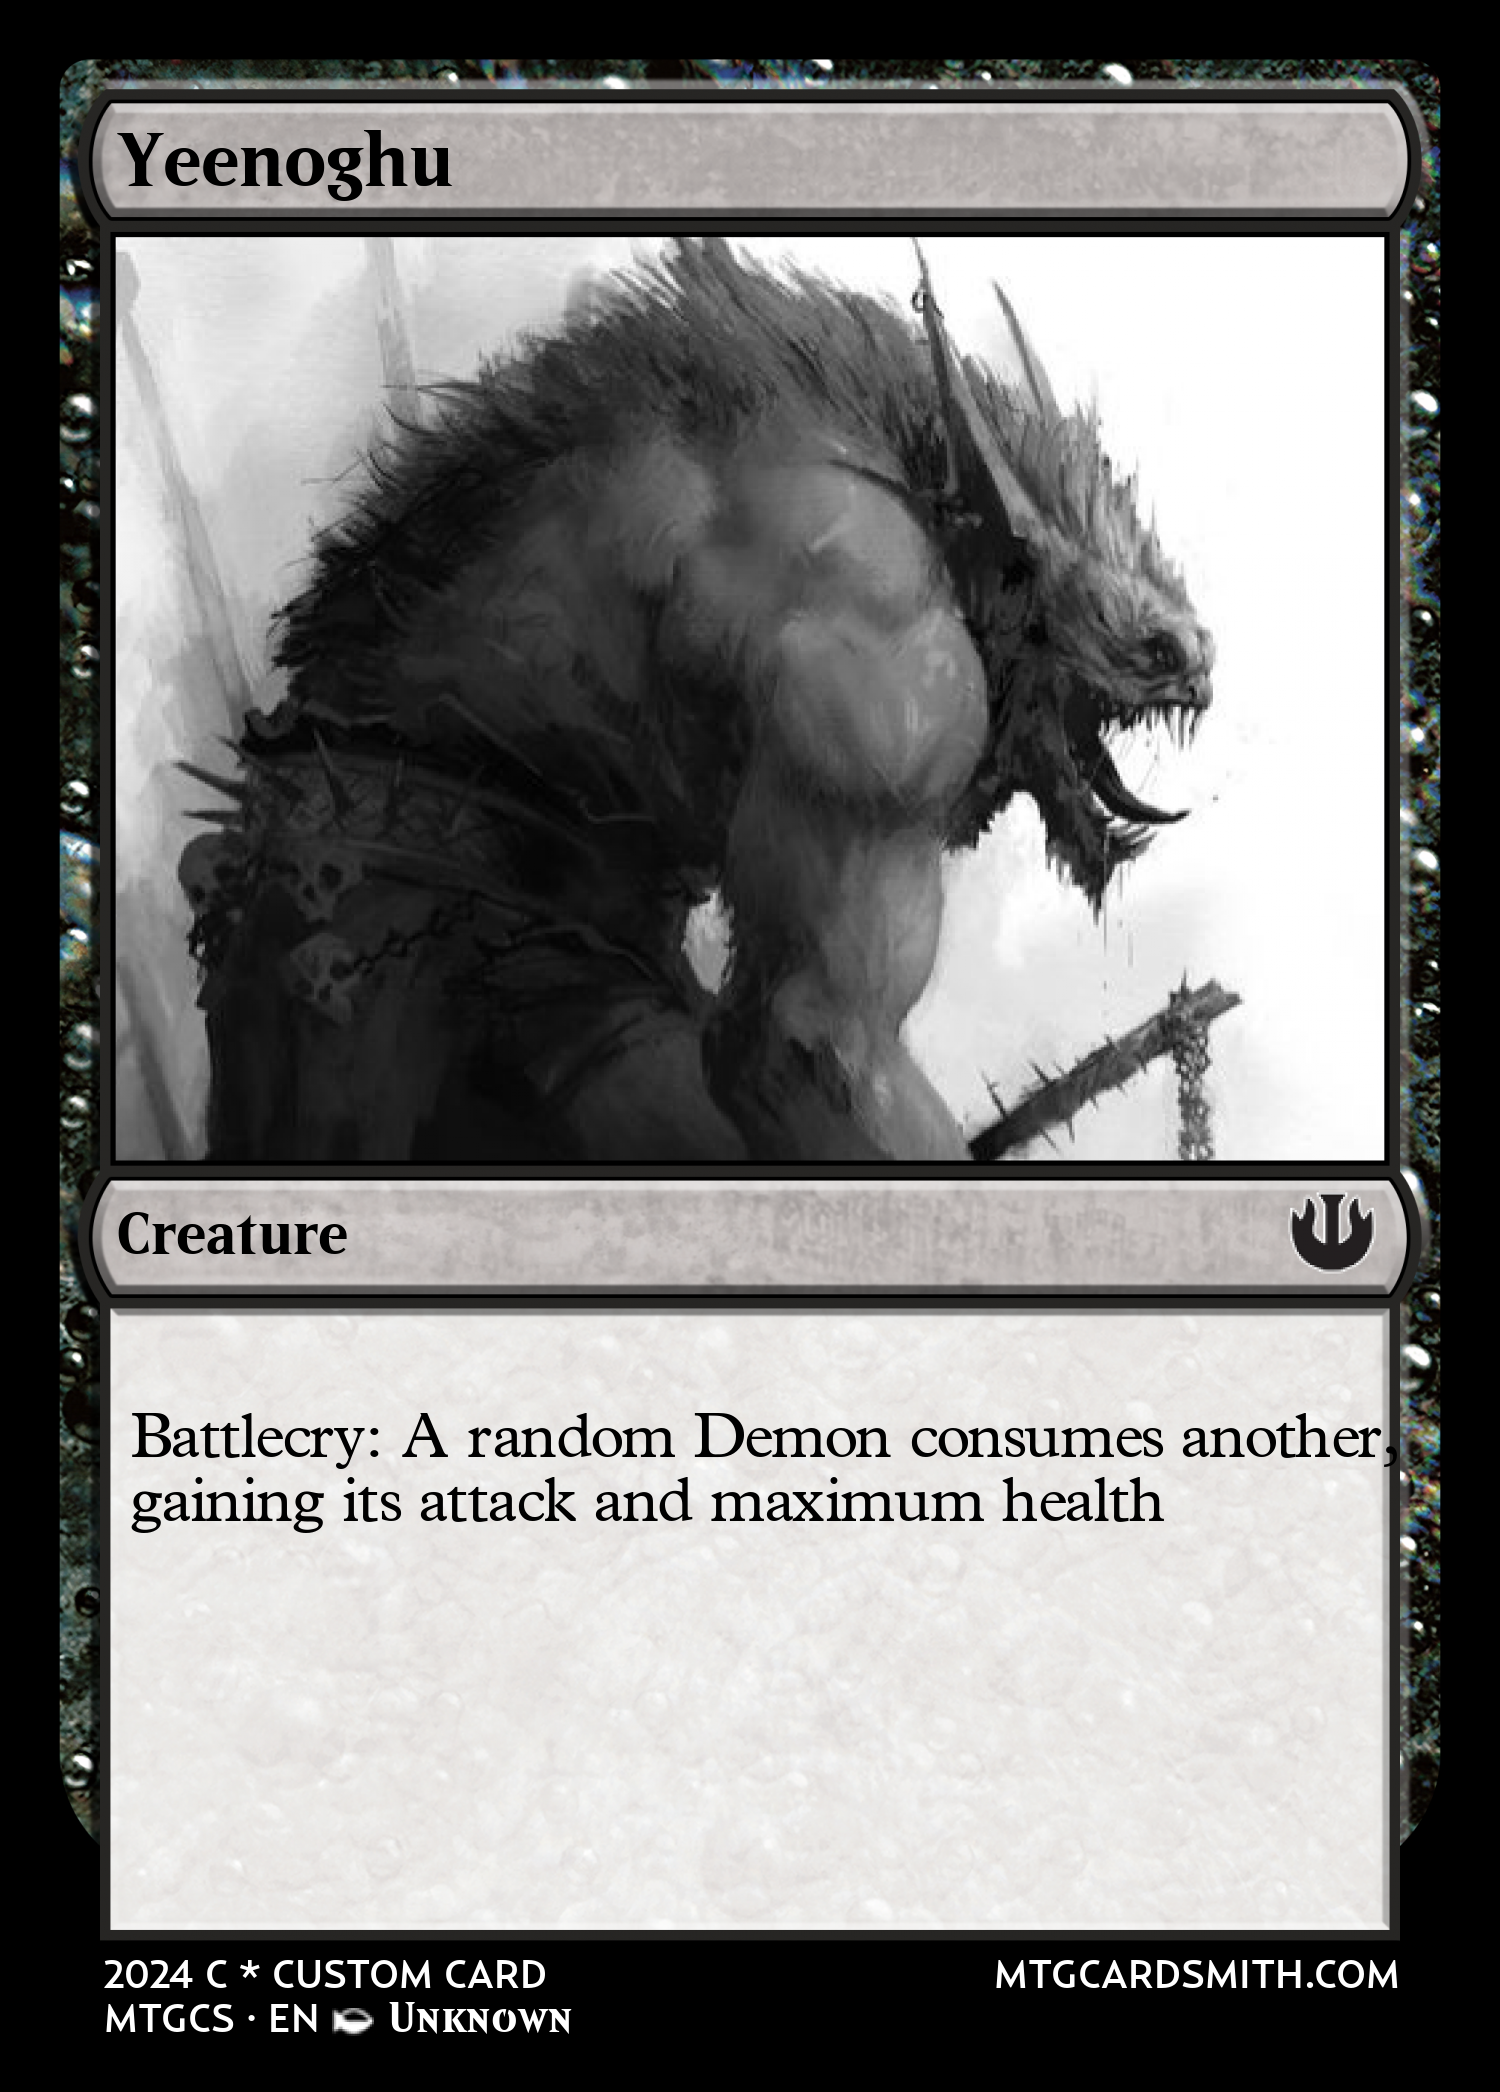 Yeenoghu
Creature
Battlecry: A random Demon consumes another,
gaining its attack and maximum health
2024 C * CUSTOM CARD
MTGCARDSMITH.COM
MTGCS · EN Unknown